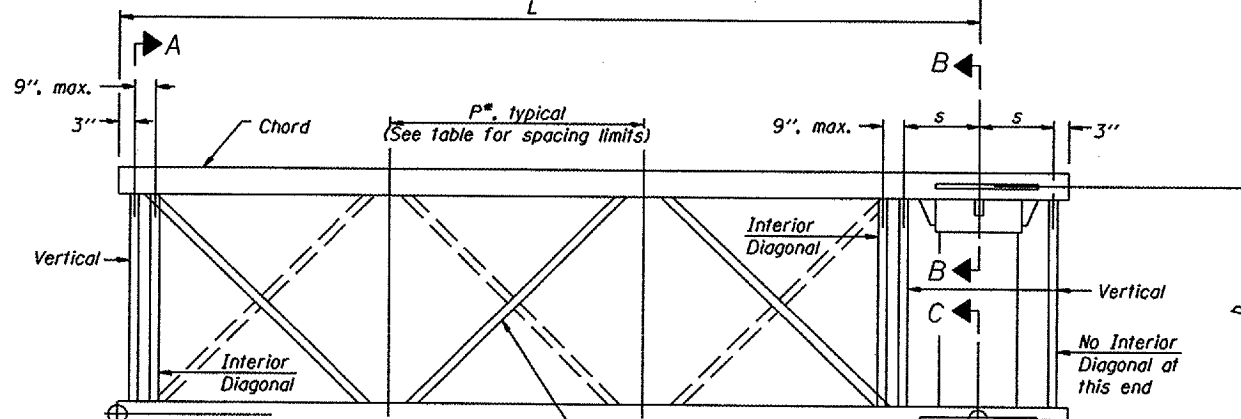 L
A
B
9", max.
3"
P*, typical
(See table for spacing limits)
Chord
9", max.
s
s
3"
Interior
Diagonal
Vertical
B
Vertical
C
Interior
Diagonal
No Interior
Diagonal at
this end